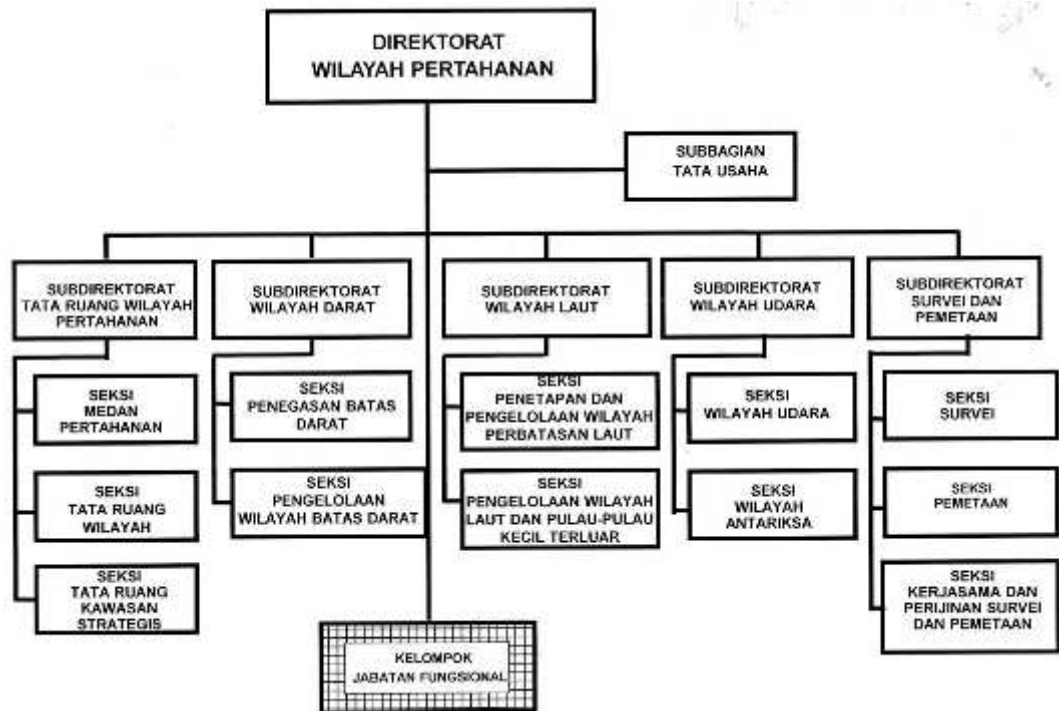 DIREKTORAT
WILAYAH PERTAHANAN
SUBBAGIAN
TATA USAHA
SUBDIREKTORAT
TATA RUANG WILAYAH
PERTAHANAN
SUBDIREKTORAT
WILAYAH DARAT
SUBDIREKTORAT
WILAYAH LAUT
SUBDIREKTORAT
WILAYAH UDARA
SUBDIREKTORAT
SURVEI DAN
PEMETAAN
SEKSI
MEDAN
PERTAHANAN
SEKSI
PENEGASAN BATAS
DARAT
SEKSI
PENETAPAN DAN
PENGELOLAAN WILAYAH
PERBATASAN LAUT
SEKSI
WILAYAH UDARA
SEKSI
SURVEI
SEKSI
TATA RUANG
WILAYAH
SEKSI
PENGELOLAAN
WILAYAH BATAS DARAT
SEKSI
PENGELOLAAN WILAYAH
LAUT DAN PULAU-PULAU
KECIL TERLUAR
SEKSI
WILAYAH
ANTARIKSA
SEKSI
PEMETAAN
SEKSI
TATA RUANG
KAWASAN
STRATEGIS
SEKSI
KERJASAMA DAN
PERIJINAN SURVEI
DAN PEMETAAN
KELOMPOK
JABATAN FUNGSIONAL